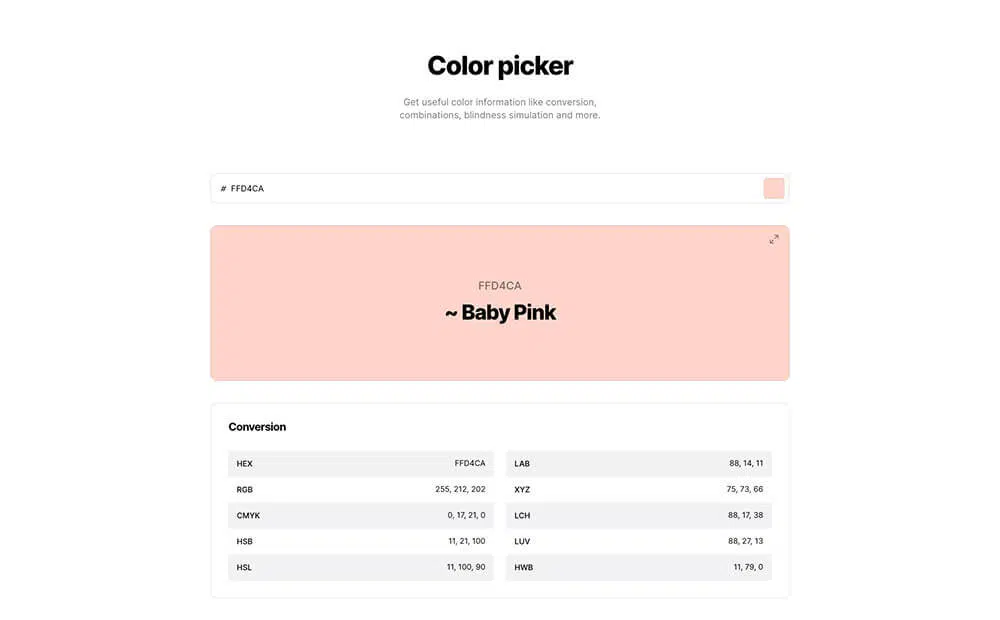 Color picker
Get useful color information like conversion,
combinations, blindness simulation and more.
# FFD4CA
FFD4CA
~ Baby Pink
Conversion
HEX FFD4CA
RGB 255, 212, 202
CMYK 0, 17, 21, 0
HSB 11, 21, 100
HSL 11, 100, 90
LAB 88, 14, 11
XYZ 75, 73, 66
LCH 88, 17, 38
LUV 88, 27, 13
HWB 11, 79, 0